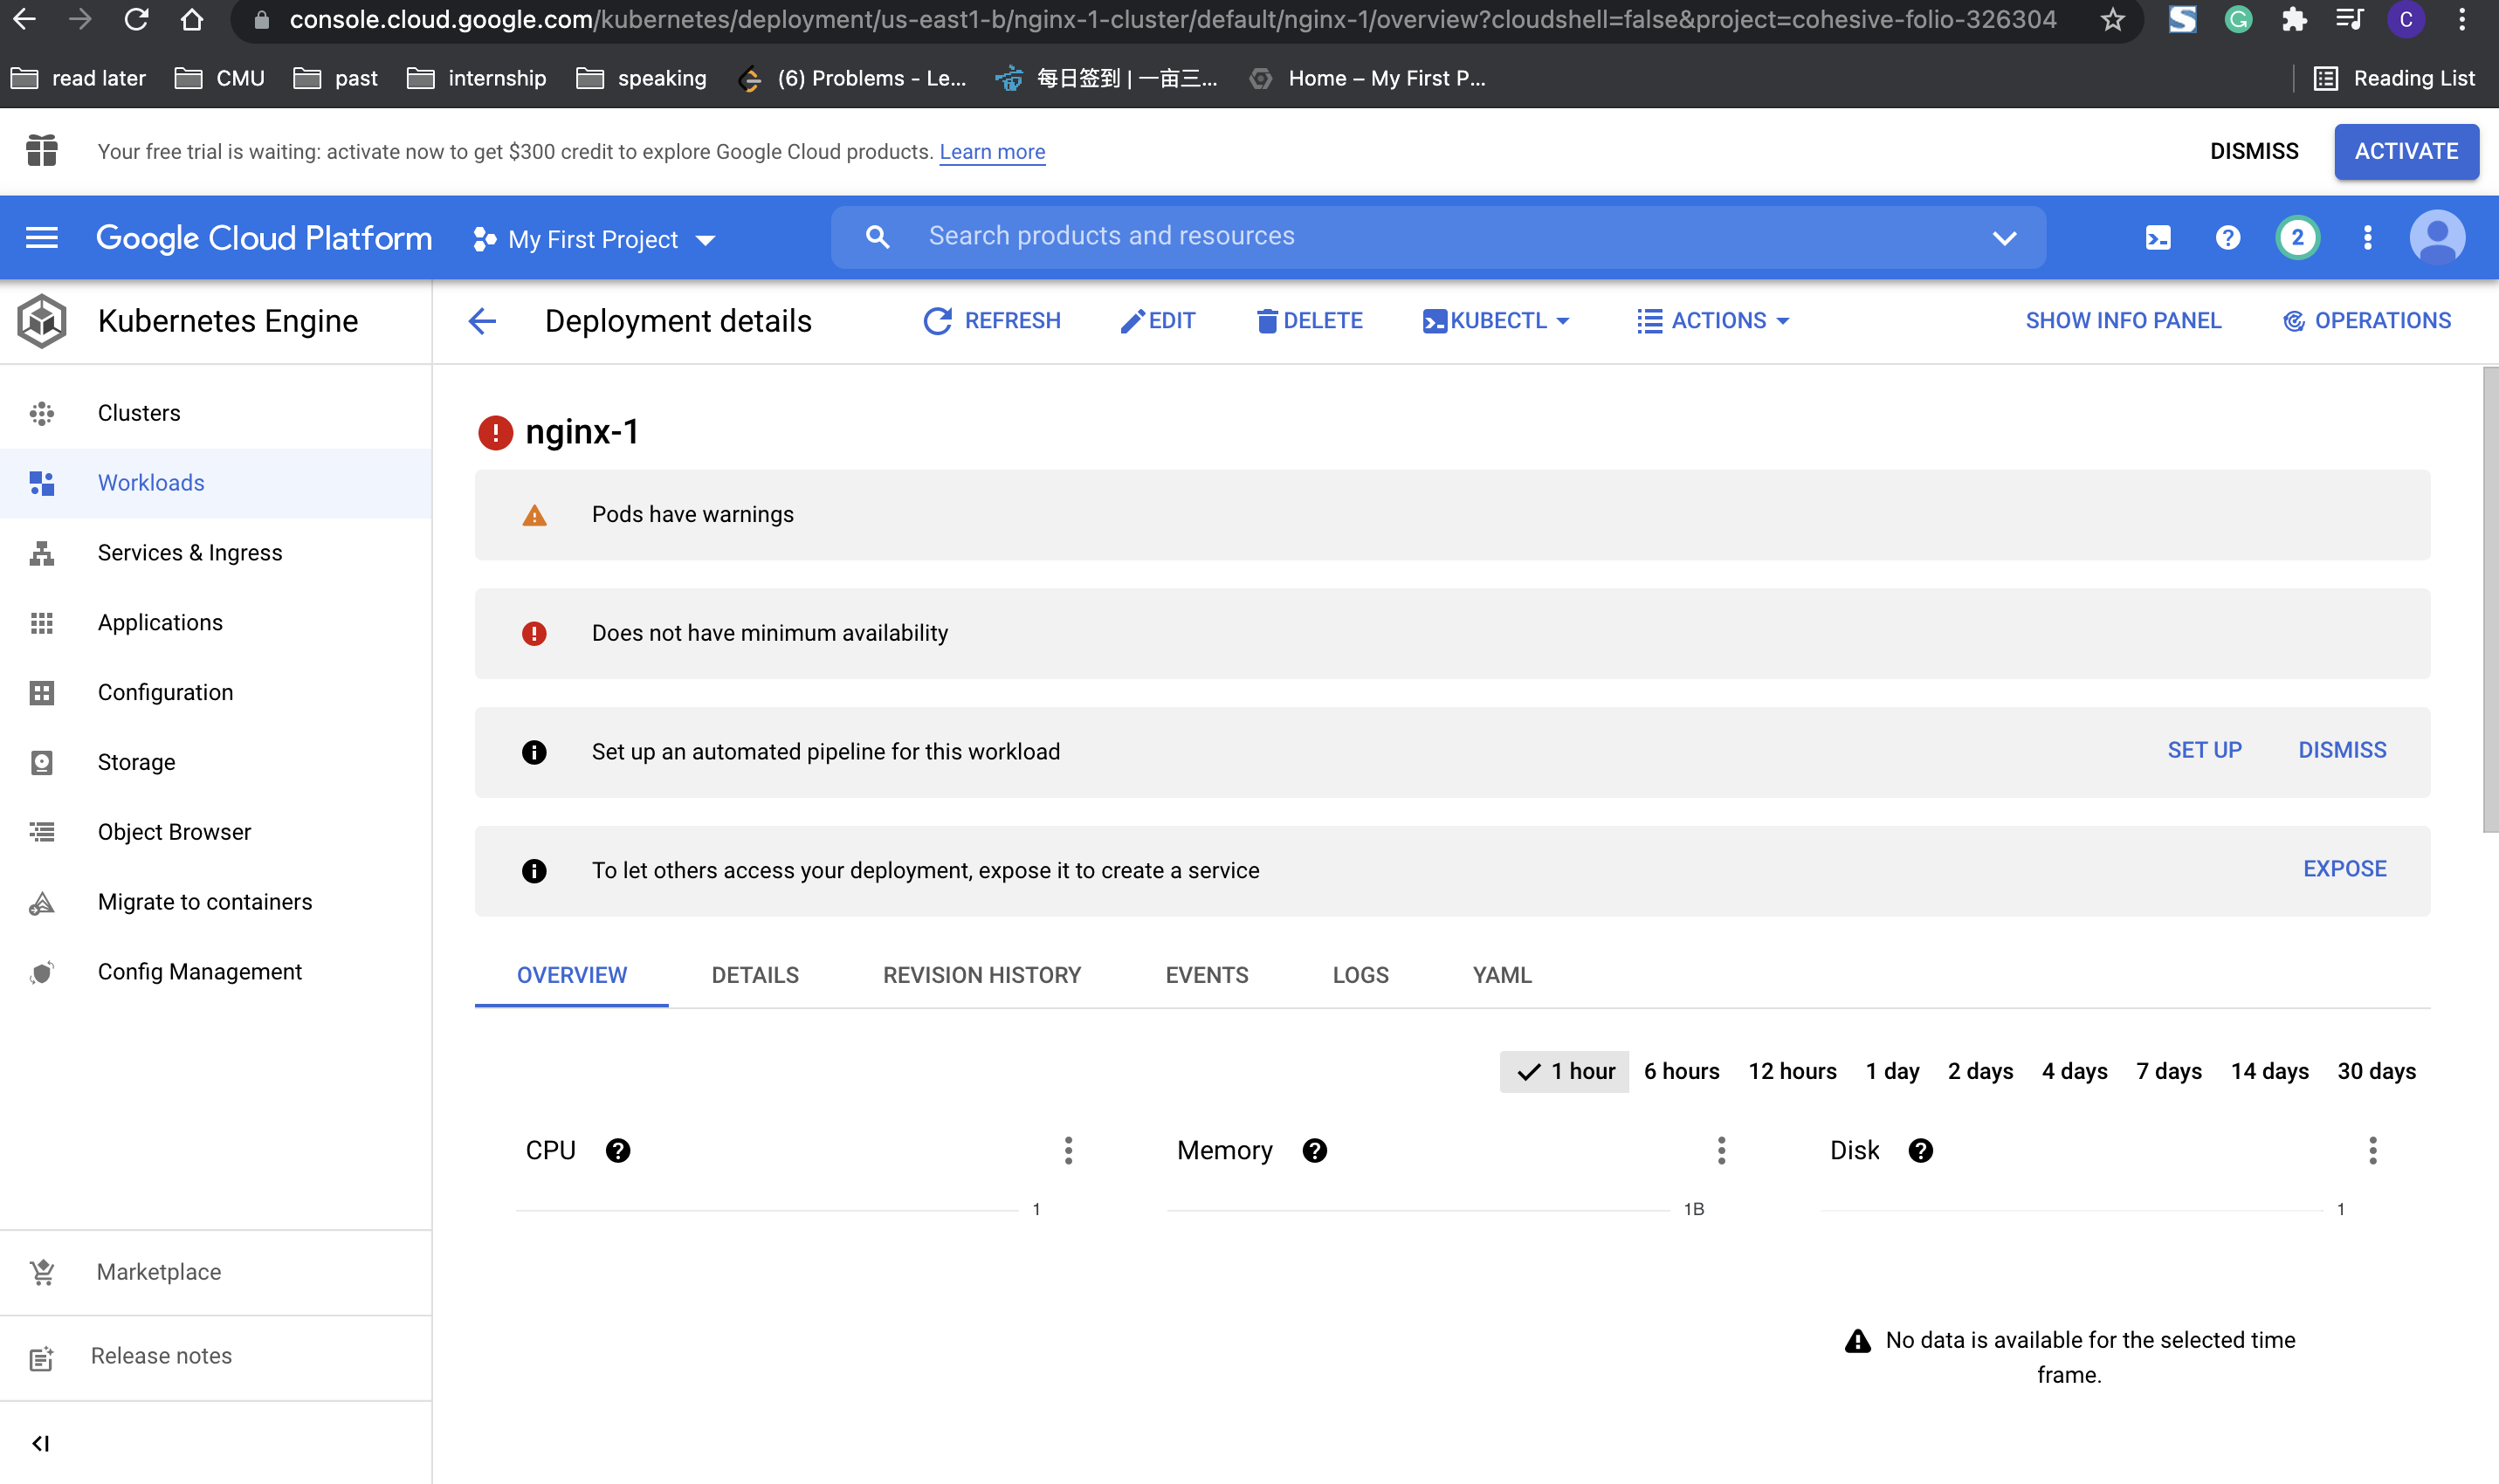 console.cloud.google.com/kubernetes/deployment/us-east1-b/nginx-1-cluster/default/nginx-1/overview?cloudshell=false&project=cohesive-folio-326304
C
read later CMU past internship speaking (6) Problems - Le... 每日签到 | 一亩三... Home – My First P... Reading List
Your free trial is waiting: activate now to get $300 credit to explore Google Cloud products. Learn more DISMISS ACTIVATE
Google Cloud Platform My First Project Search products and resources 2
Kubernetes Engine
Deployment details REFRESH EDIT DELETE KUBECTL ACTIONS SHOW INFO PANEL OPERATIONS
Clusters
Workloads
Services & Ingress
Applications
Configuration
Storage
Object Browser
Migrate to containers
Config Management
Marketplace
Release notes
nginx-1
Pods have warnings
Does not have minimum availability
Set up an automated pipeline for this workload SET UP DISMISS
To let others access your deployment, expose it to create a service EXPOSE
OVERVIEW DETAILS REVISION HISTORY EVENTS LOGS YAML
1 hour 6 hours 12 hours 1 day 2 days 4 days 7 days 14 days 30 days
CPU Memory Disk
1 1B 1
No data is available for the selected time
frame.